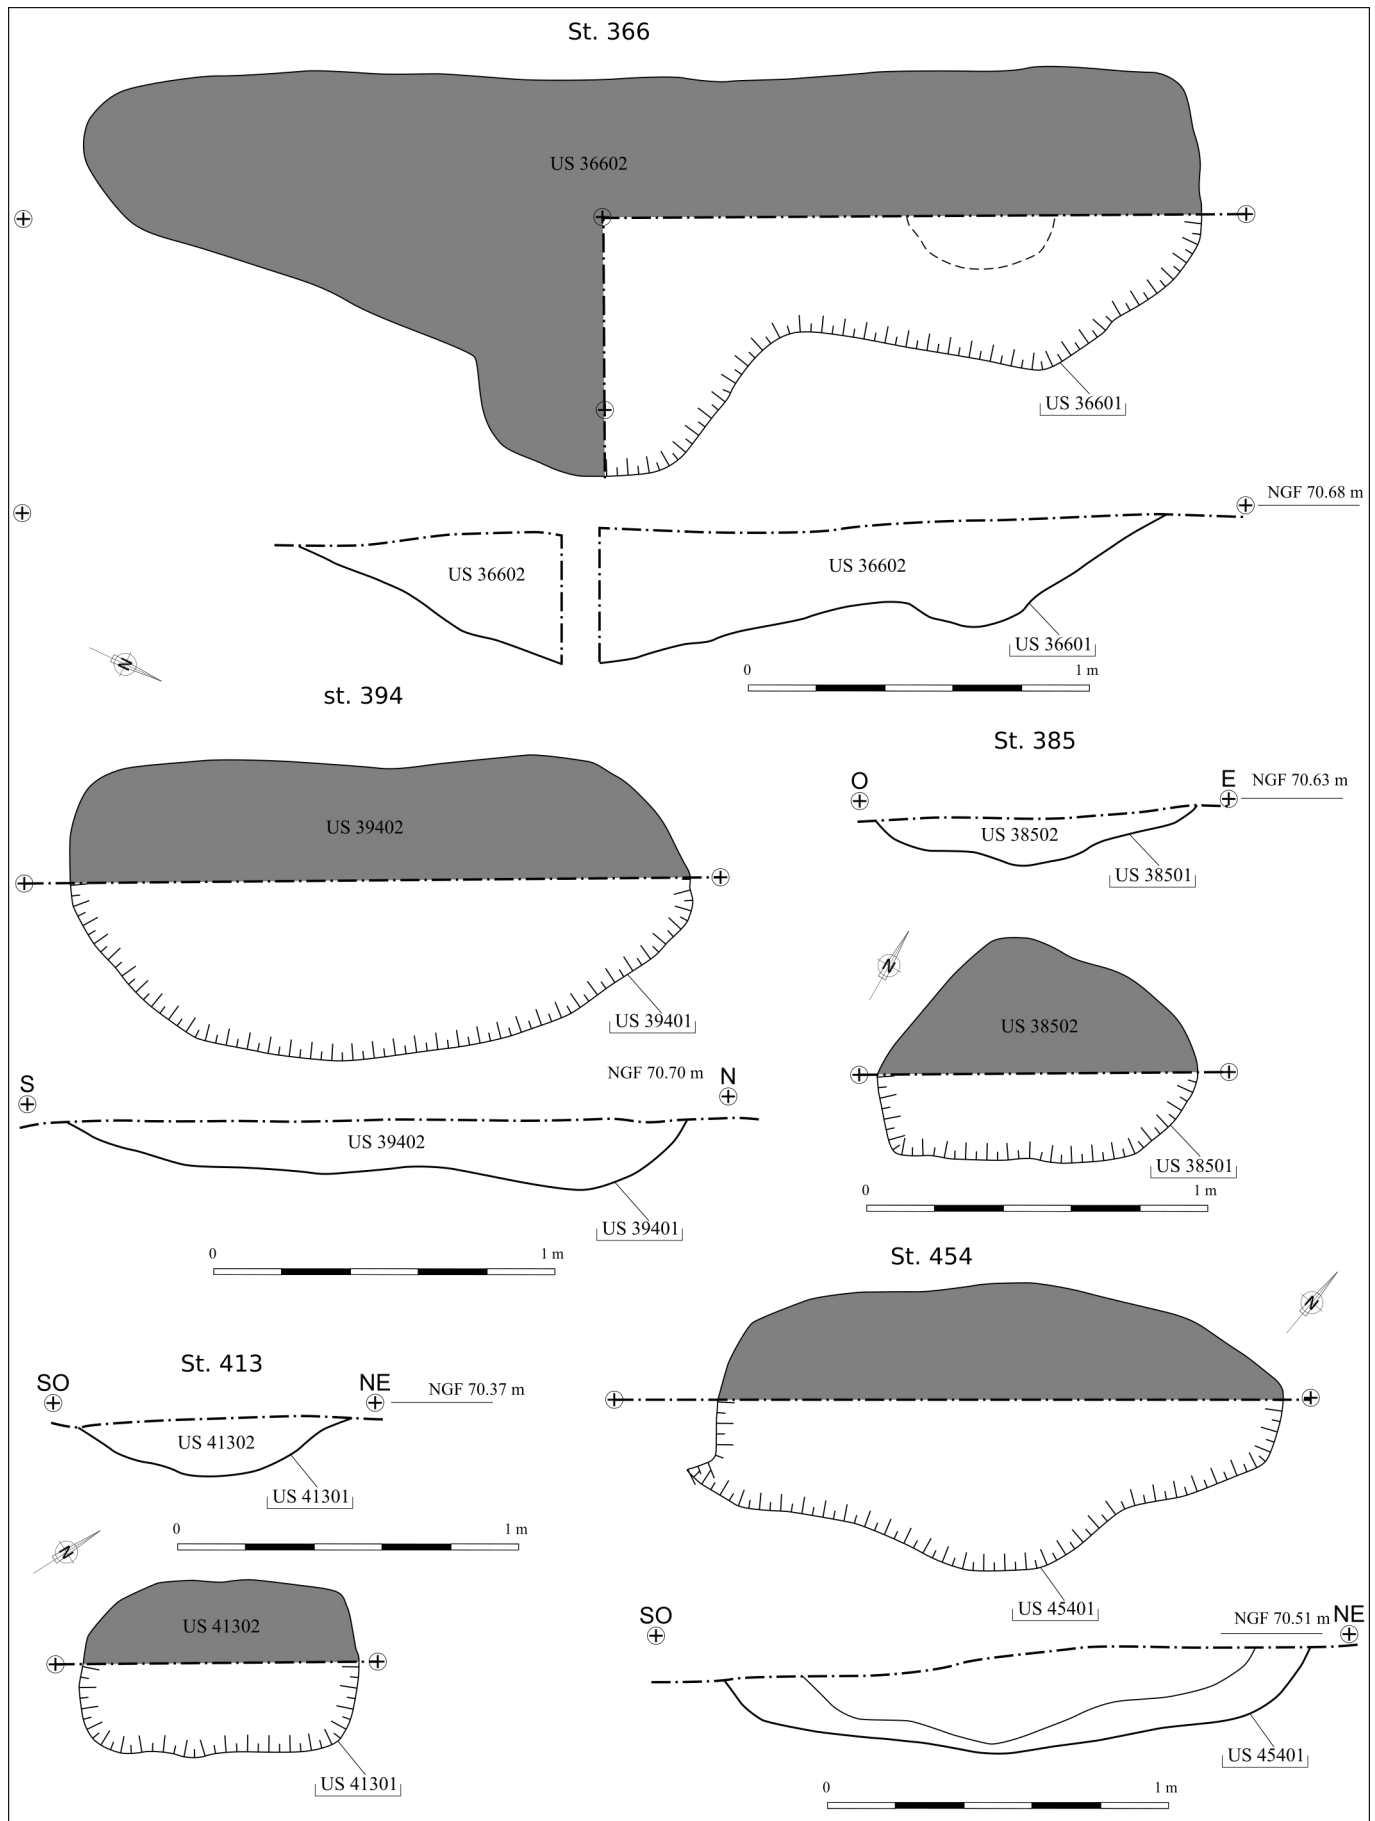 St. 366
US 36602
US 36601
NGF 70.68 m
US 36602
US 36602
US 36601
N
0 1 m
st. 394
US 39402
US 39401
NGF 70.70 m
S N
US 39402
US 39401
0 1 m
St. 385
O E
NGF 70.63 m
US 38502
US 38501
N
US 38502
US 38501
0 1 m
St. 413
SO NE
NGF 70.37 m
US 41302
US 41301
0 1 m
N
US 41302
US 41301
St. 454
N
US 45401
SO NE
NGF 70.51 m
US 45401
0 1 m